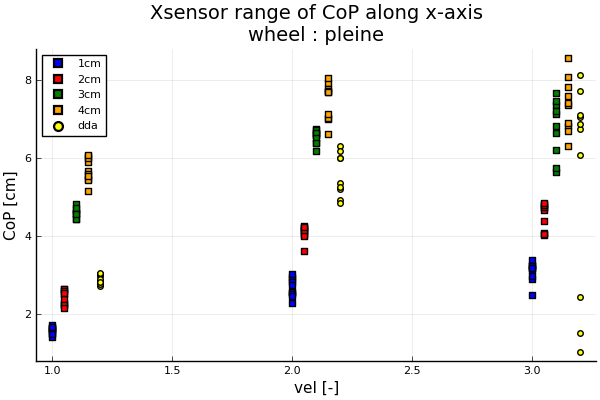 Xsensor range of CoP along x-axis
wheel : pleine
CoP [cm]
8
6
4
2
1cm
2cm
3cm
4cm
dda
1.0
1.5
2.0
2.5
3.0
vel [-]